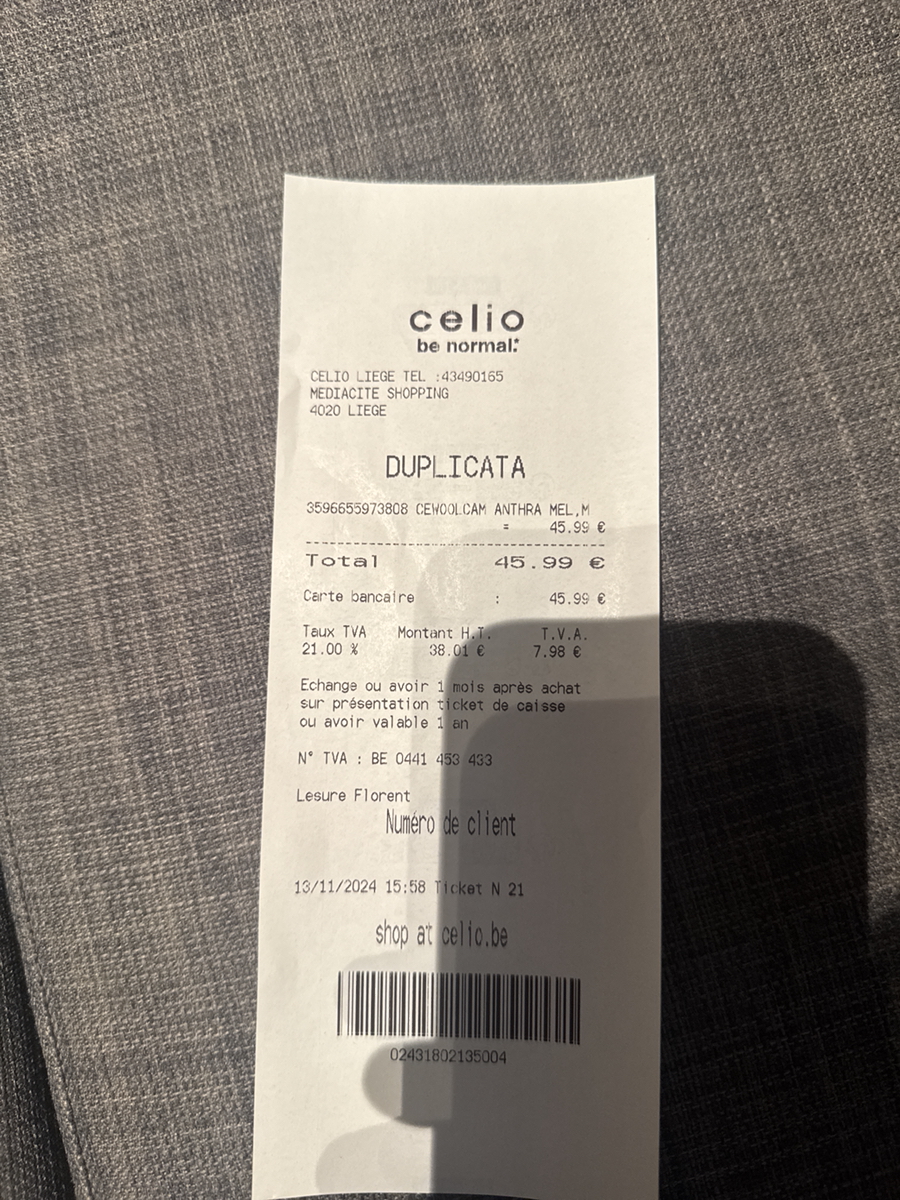 celio
be normal:*
CELIO LIEGE TEL :43490165
MEDIACITE SHOPPING
4020 LIEGE
DUPLICATA
3596655973808 CEWOOLCAM ANTHRA MEL,M
= 45.99 €
Total 45.99 €
Carte bancaire : 45.99 €
Taux TVA Montant H.T. T.V.A.
21.00 % 38.01 € 7.98 €
Echange ou avoir 1 mois après achat
sur présentation ticket de caisse
ou avoir valable 1 an
N° TVA : BE 0441 453 433
Lesure Florent
Numéro de client
13/11/2024 15:58 Ticket N 21
shop at celio.be
02431802135004